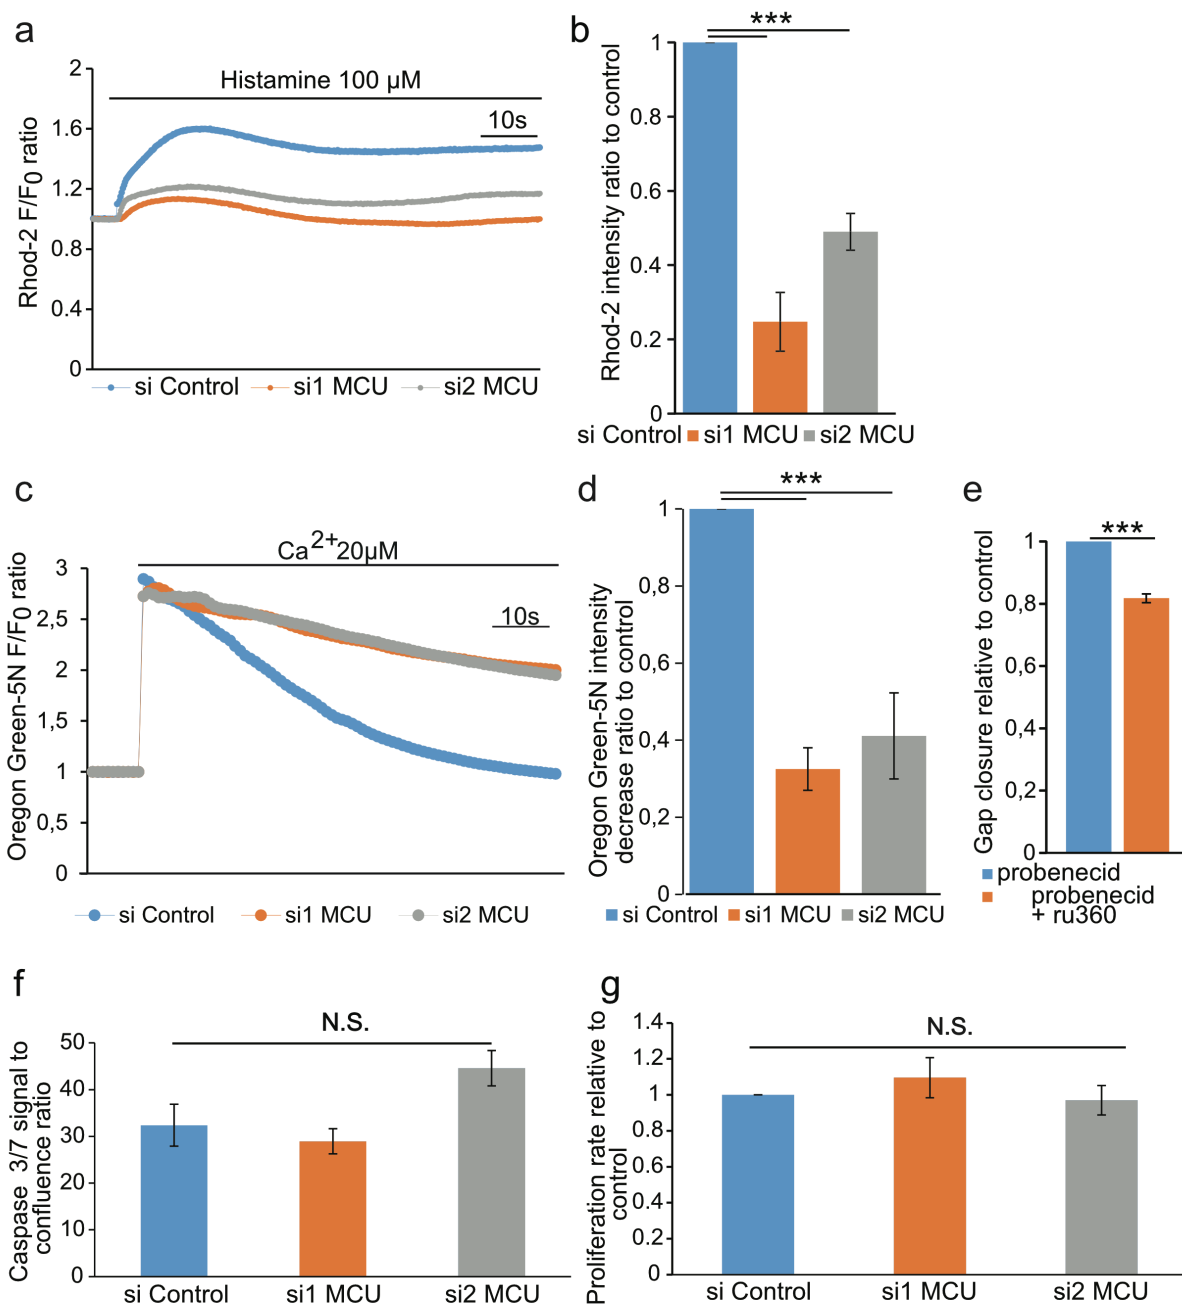 a
Rhod-2 F/F0 ratio
2
1.6
1.2
0.8
0.4
0
Histamine 100 µM
10s
si Control si1 MCU si2 MCU
b
Rhod-2 intensity ratio to control
***
1
0.8
0.6
0.4
0.2
0
si Control si1 MCU si2 MCU
c
Oregon Green-5N F/F0 ratio
3
2,5
2
1,5
1
0,5
0
Ca2+20µM
10s
si Control si1 MCU si2 MCU
d
Oregon Green-5N intensity
decrease ratio to control
***
1
0,8
0,6
0,4
0,2
0
si Control si1 MCU si2 MCU
e
Gap closure relative to control
***
1
0,8
0,6
0,4
0,2
0
probenecid
probenecid
+ ru360
f
Caspase 3/7 signal to
confluence ratio
N.S.
50
40
30
20
10
0
si Control si1 MCU si2 MCU
g
Proliferation rate relative to
control
N.S.
1.4
1.2
1
0.8
0.6
0.4
0.2
0
si Control si1 MCU si2 MCU